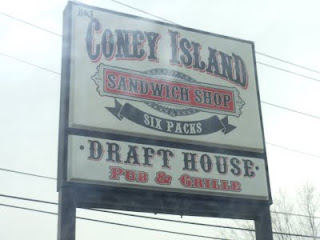 CONEY ISLAND
SANDWICH SHOP
SIX PACKS
· DRAFT HOUSE ·
PUB & GRILLE